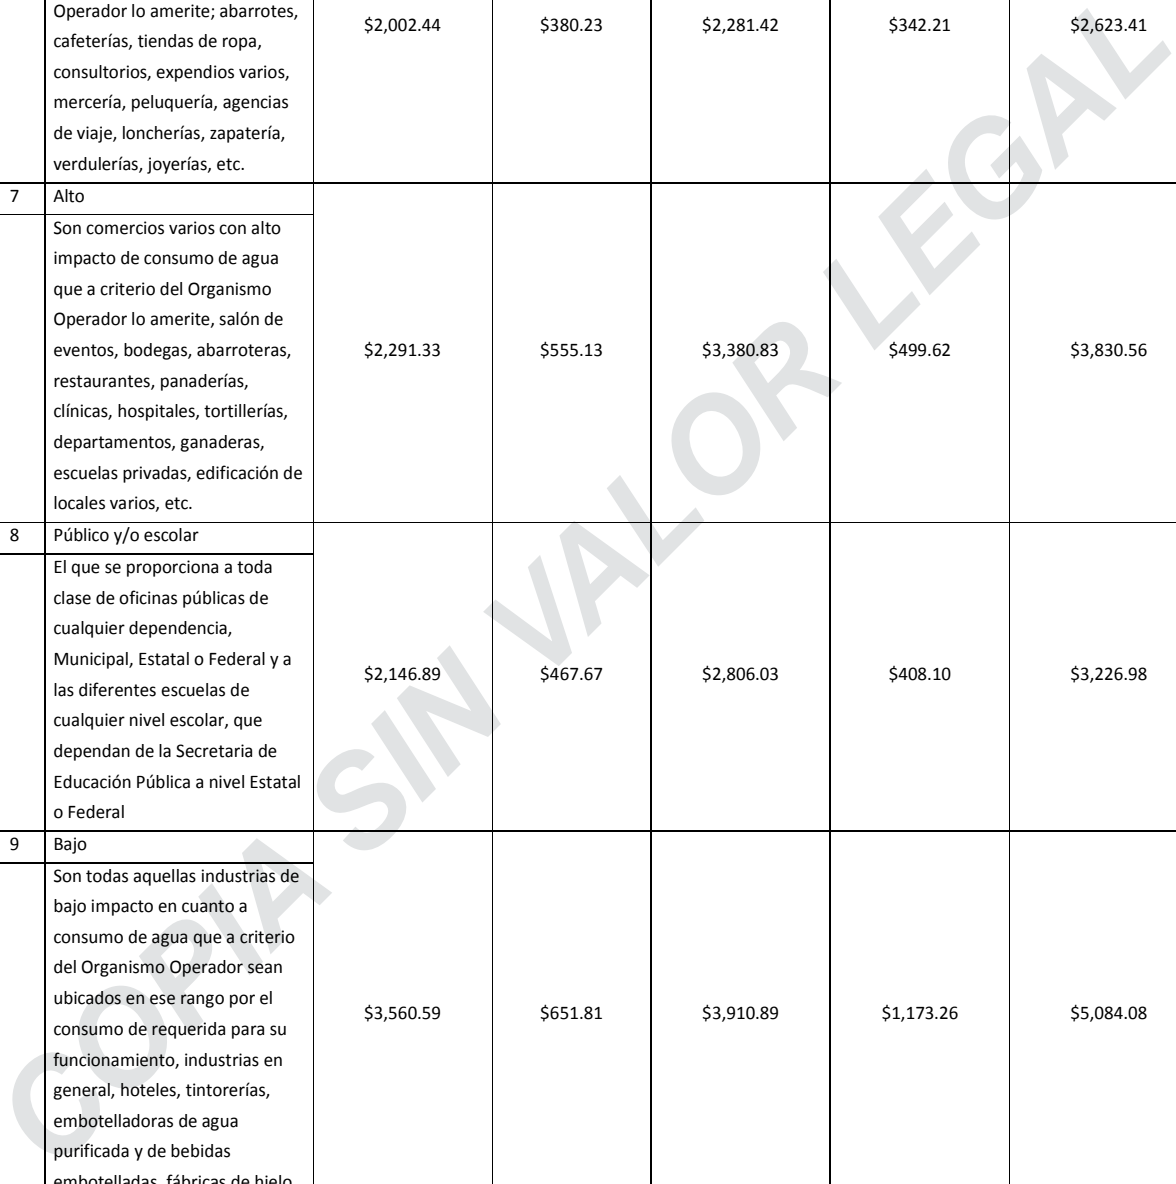 Operador lo amerite; abarrotes,
cafeterías, tiendas de ropa,
consultorios, expendios varios,
mercería, peluquería, agencias
de viaje, loncherías, zapatería,
verdulerías, joyerías, etc.
$2,002.44 $380.23 $2,281.42 $342.21 $2,623.41
7 Alto
Son comercios varios con alto
impacto de consumo de agua
que a criterio del Organismo
Operador lo amerite, salón de
eventos, bodegas, abarroteras,
restaurantes, panaderías,
clínicas, hospitales, tortillerías,
departamentos, ganaderas,
escuelas privadas, edificación de
locales varios, etc.
$2,291.33 $555.13 $3,380.83 $499.62 $3,830.56
8 Público y/o escolar
El que se proporciona a toda
clase de oficinas públicas de
cualquier dependencia,
Municipal, Estatal o Federal y a
las diferentes escuelas de
cualquier nivel escolar, que
dependan de la Secretaria de
Educación Pública a nivel Estatal
o Federal
$2,146.89 $467.67 $2,806.03 $408.10 $3,226.98
9 Bajo
Son todas aquellas industrias de
bajo impacto en cuanto a
consumo de agua que a criterio
del Organismo Operador sean
ubicados en ese rango por el
consumo de requerida para su
funcionamiento, industrias en
general, hoteles, tintorerías,
embotelladoras de agua
purificada y de bebidas
embotelladas, fábricas de hielo
$3,560.59 $651.81 $3,910.89 $1,173.26 $5,084.08
COPIA SIN VALOR LEGAL